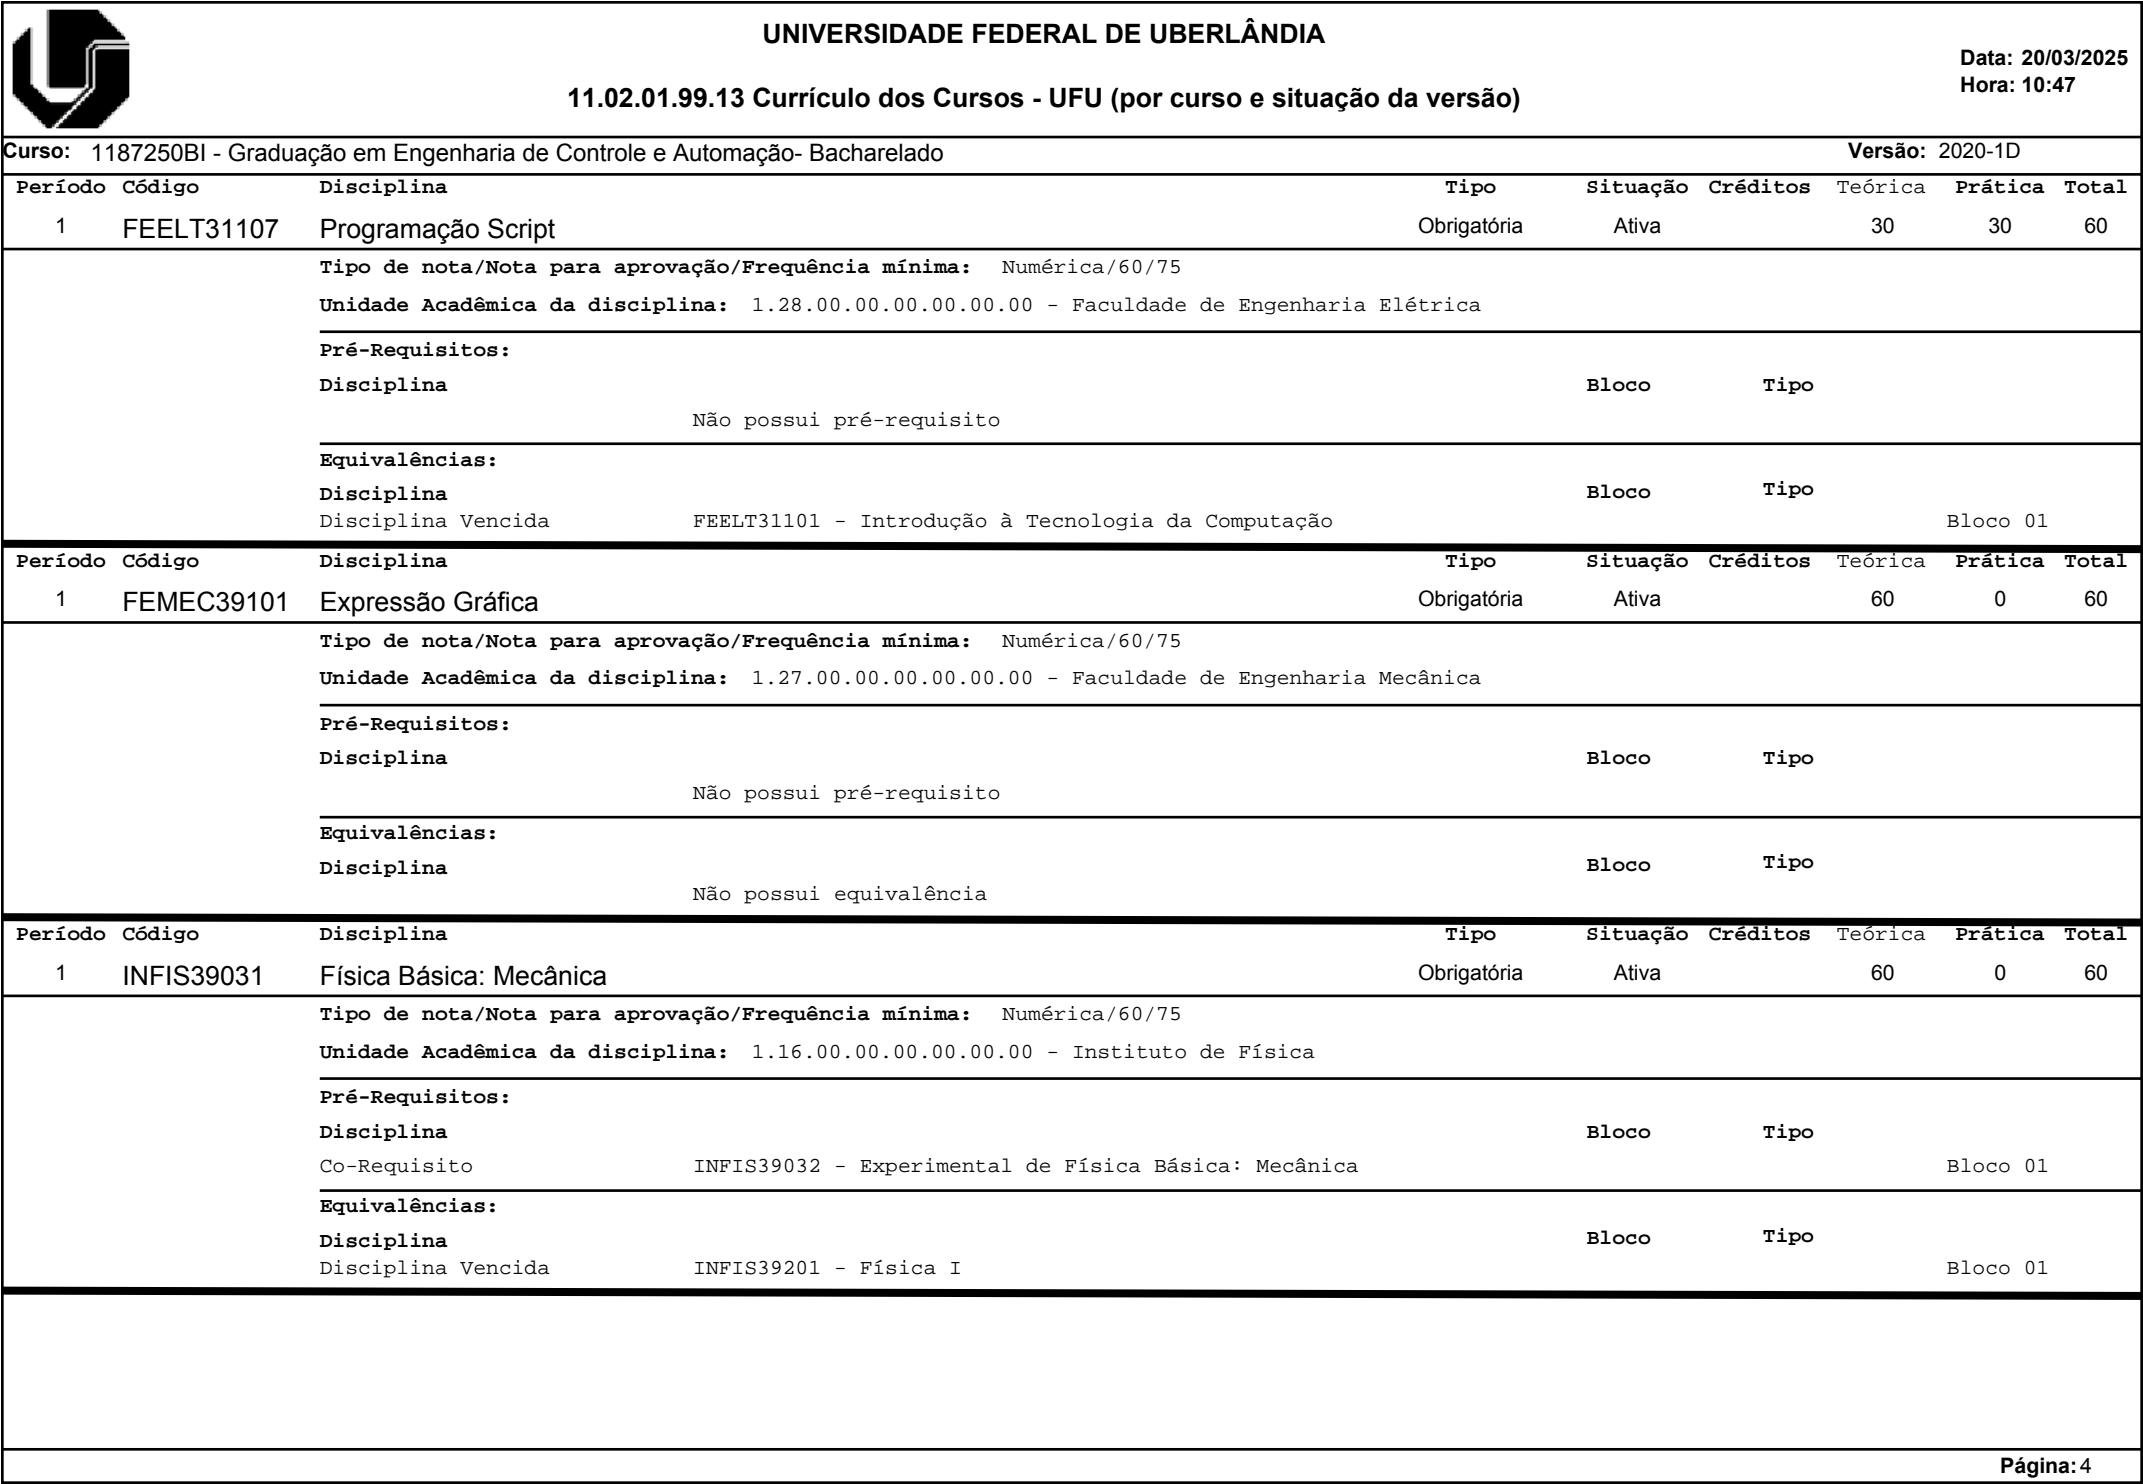 UNIVERSIDADE FEDERAL DE UBERLÂNDIA
Data: 20/03/2025
Hora: 10:47
11.02.01.99.13 Currículo dos Cursos - UFU (por curso e situação da versão)
Curso: 1187250BI - Graduação em Engenharia de Controle e Automação- Bacharelado Versão: 2020-1D
Período Código Disciplina Tipo Situação Créditos Teórica Prática Total
1 FEELT31107 Programação Script Obrigatória Ativa 30 30 60
Tipo de nota/Nota para aprovação/Frequência mínima: Numérica/60/75
Unidade Acadêmica da disciplina: 1.28.00.00.00.00.00.00 - Faculdade de Engenharia Elétrica
Pré-Requisitos:
Disciplina Bloco Tipo
Não possui pré-requisito
Equivalências:
Disciplina Bloco Tipo
Disciplina Vencida FEELT31101 - Introdução à Tecnologia da Computação Bloco 01
Período Código Disciplina Tipo Situação Créditos Teórica Prática Total
1 FEMEC39101 Expressão Gráfica Obrigatória Ativa 60 0 60
Tipo de nota/Nota para aprovação/Frequência mínima: Numérica/60/75
Unidade Acadêmica da disciplina: 1.27.00.00.00.00.00.00 - Faculdade de Engenharia Mecânica
Pré-Requisitos:
Disciplina Bloco Tipo
Não possui pré-requisito
Equivalências:
Disciplina Bloco Tipo
Não possui equivalência
Período Código Disciplina Tipo Situação Créditos Teórica Prática Total
1 INFIS39031 Física Básica: Mecânica Obrigatória Ativa 60 0 60
Tipo de nota/Nota para aprovação/Frequência mínima: Numérica/60/75
Unidade Acadêmica da disciplina: 1.16.00.00.00.00.00.00 - Instituto de Física
Pré-Requisitos:
Disciplina Bloco Tipo
Co-Requisito INFIS39032 - Experimental de Física Básica: Mecânica Bloco 01
Equivalências:
Disciplina Bloco Tipo
Disciplina Vencida INFIS39201 - Física I Bloco 01
Página: 4